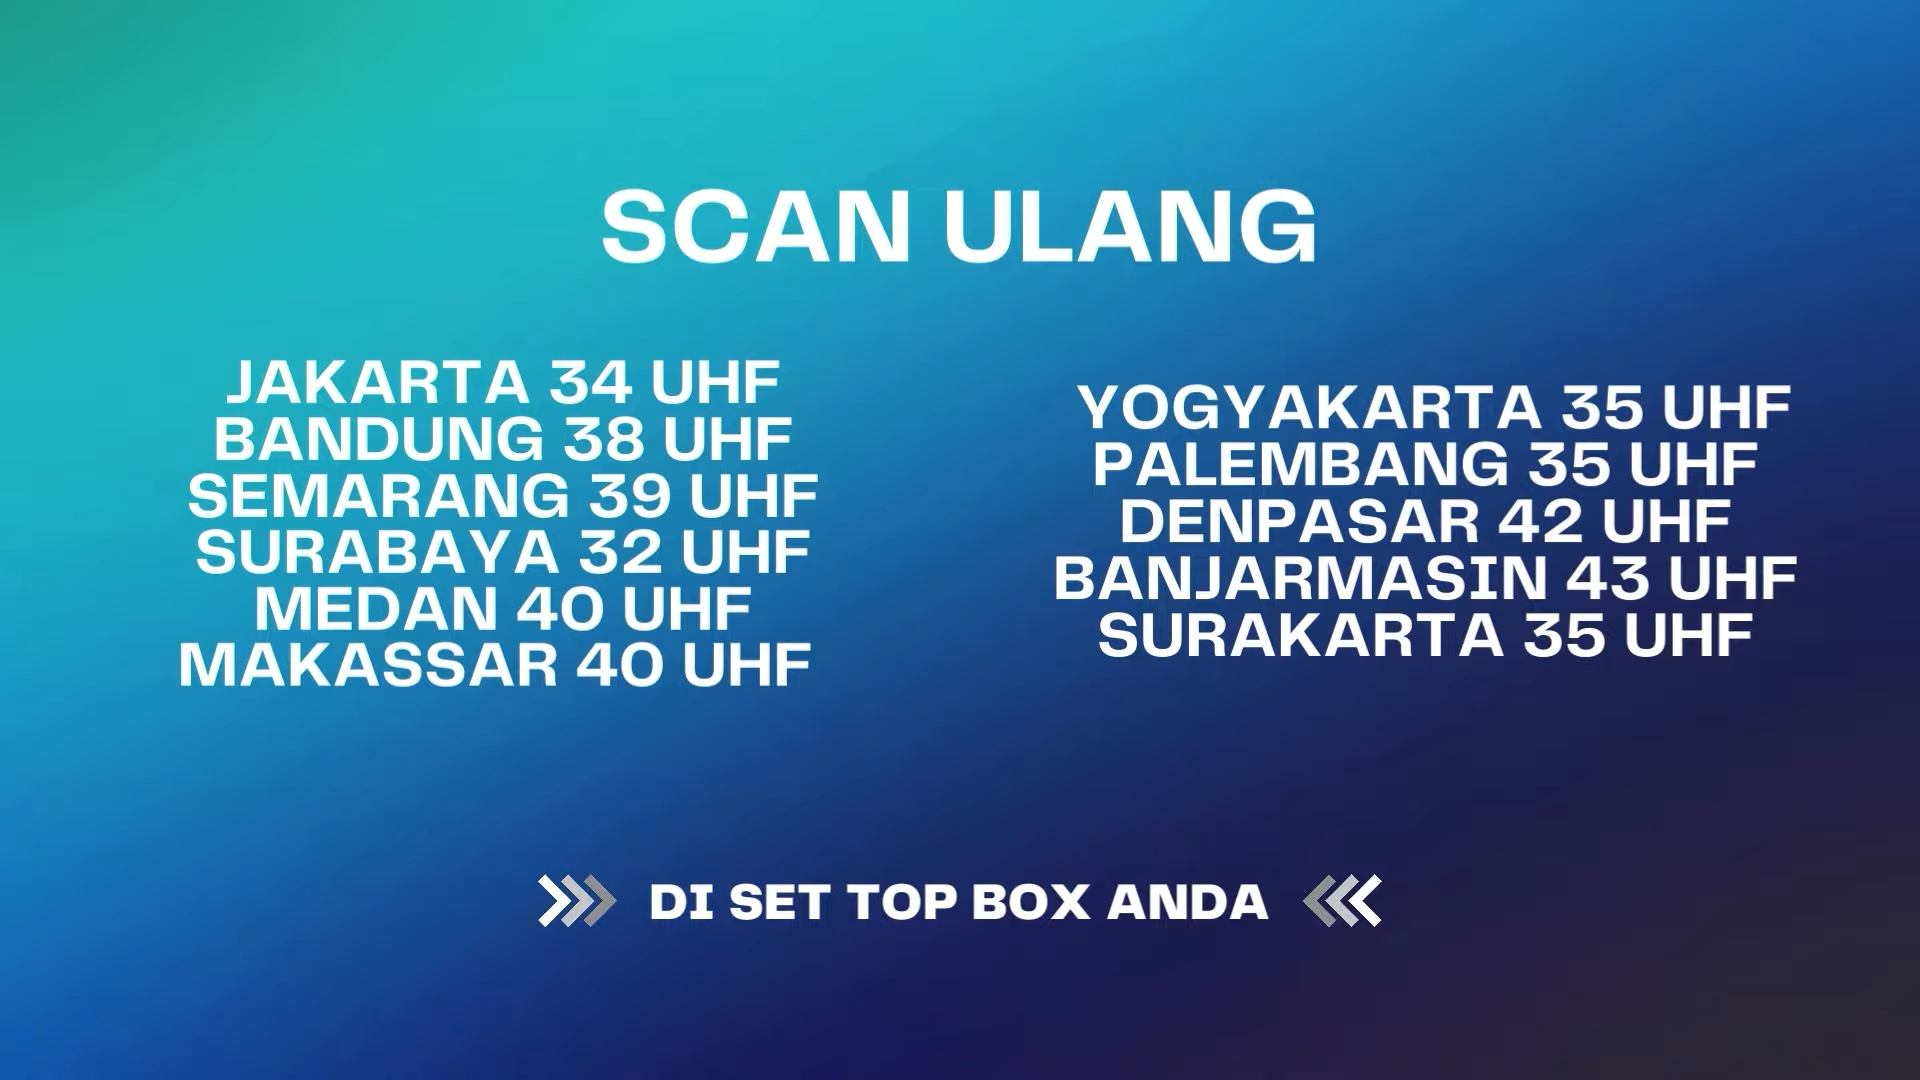 SCAN ULANG
JAKARTA 34 UHF
BANDUNG 38 UHF
SEMARANG 39 UHF
SURABAYA 32 UHF
MEDAN 40 UHF
MAKASSAR 40 UHF
YOGYAKARTA 35 UHF
PALEMBANG 35 UHF
DENPASAR 42 UHF
BANJARMASIN 43 UHF
SURAKARTA 35 UHF
DI SET TOP BOX ANDA